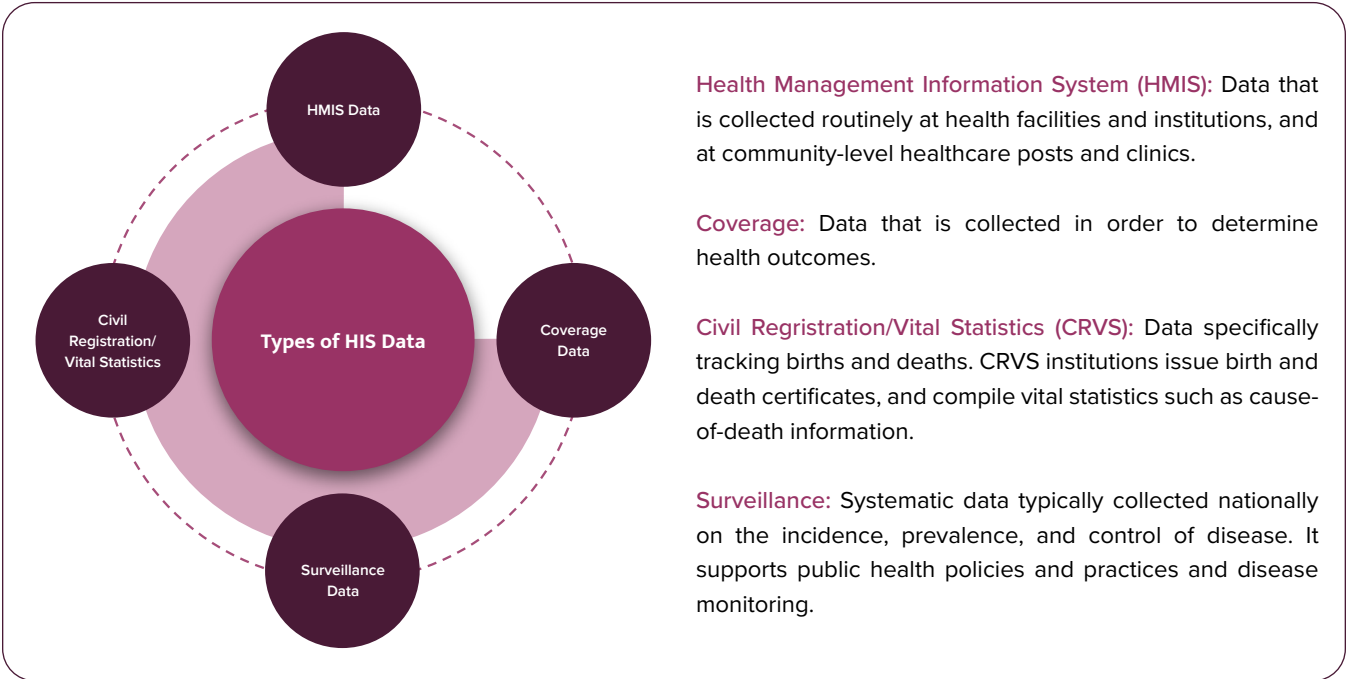 HMIS Data
Civil
Registration/
Vital Statistics
Types of HIS Data
Coverage
Data
Surveillance
Data
Health Management Information System (HMIS): Data that
is collected routinely at health facilities and institutions, and
at community-level healthcare posts and clinics.
Coverage: Data that is collected in order to determine
health outcomes.
Civil Regristration/Vital Statistics (CRVS): Data specifically
tracking births and deaths. CRVS institutions issue birth and
death certificates, and compile vital statistics such as cause-
of-death information.
Surveillance: Systematic data typically collected nationally
on the incidence, prevalence, and control of disease. It
supports public health policies and practices and disease
monitoring.